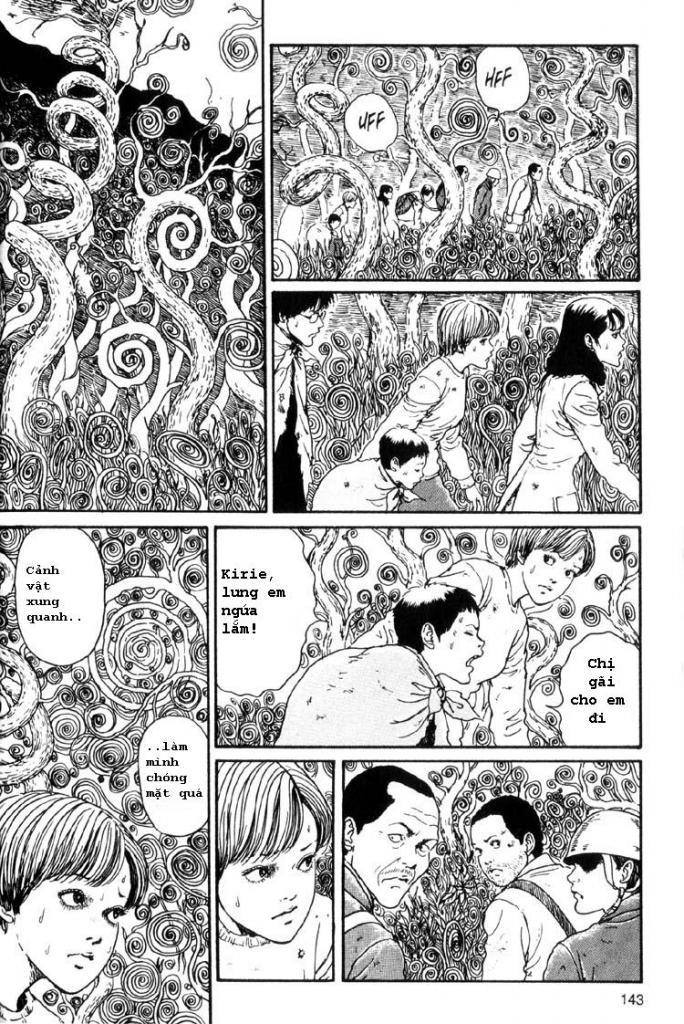 HFF
UFF
Kirie,
lưng em
ngứa
lắm!
Chị
gãi
cho em
đi
Cảnh
vật
xung
quanh..
..làm
mình
chóng
mặt quá
143